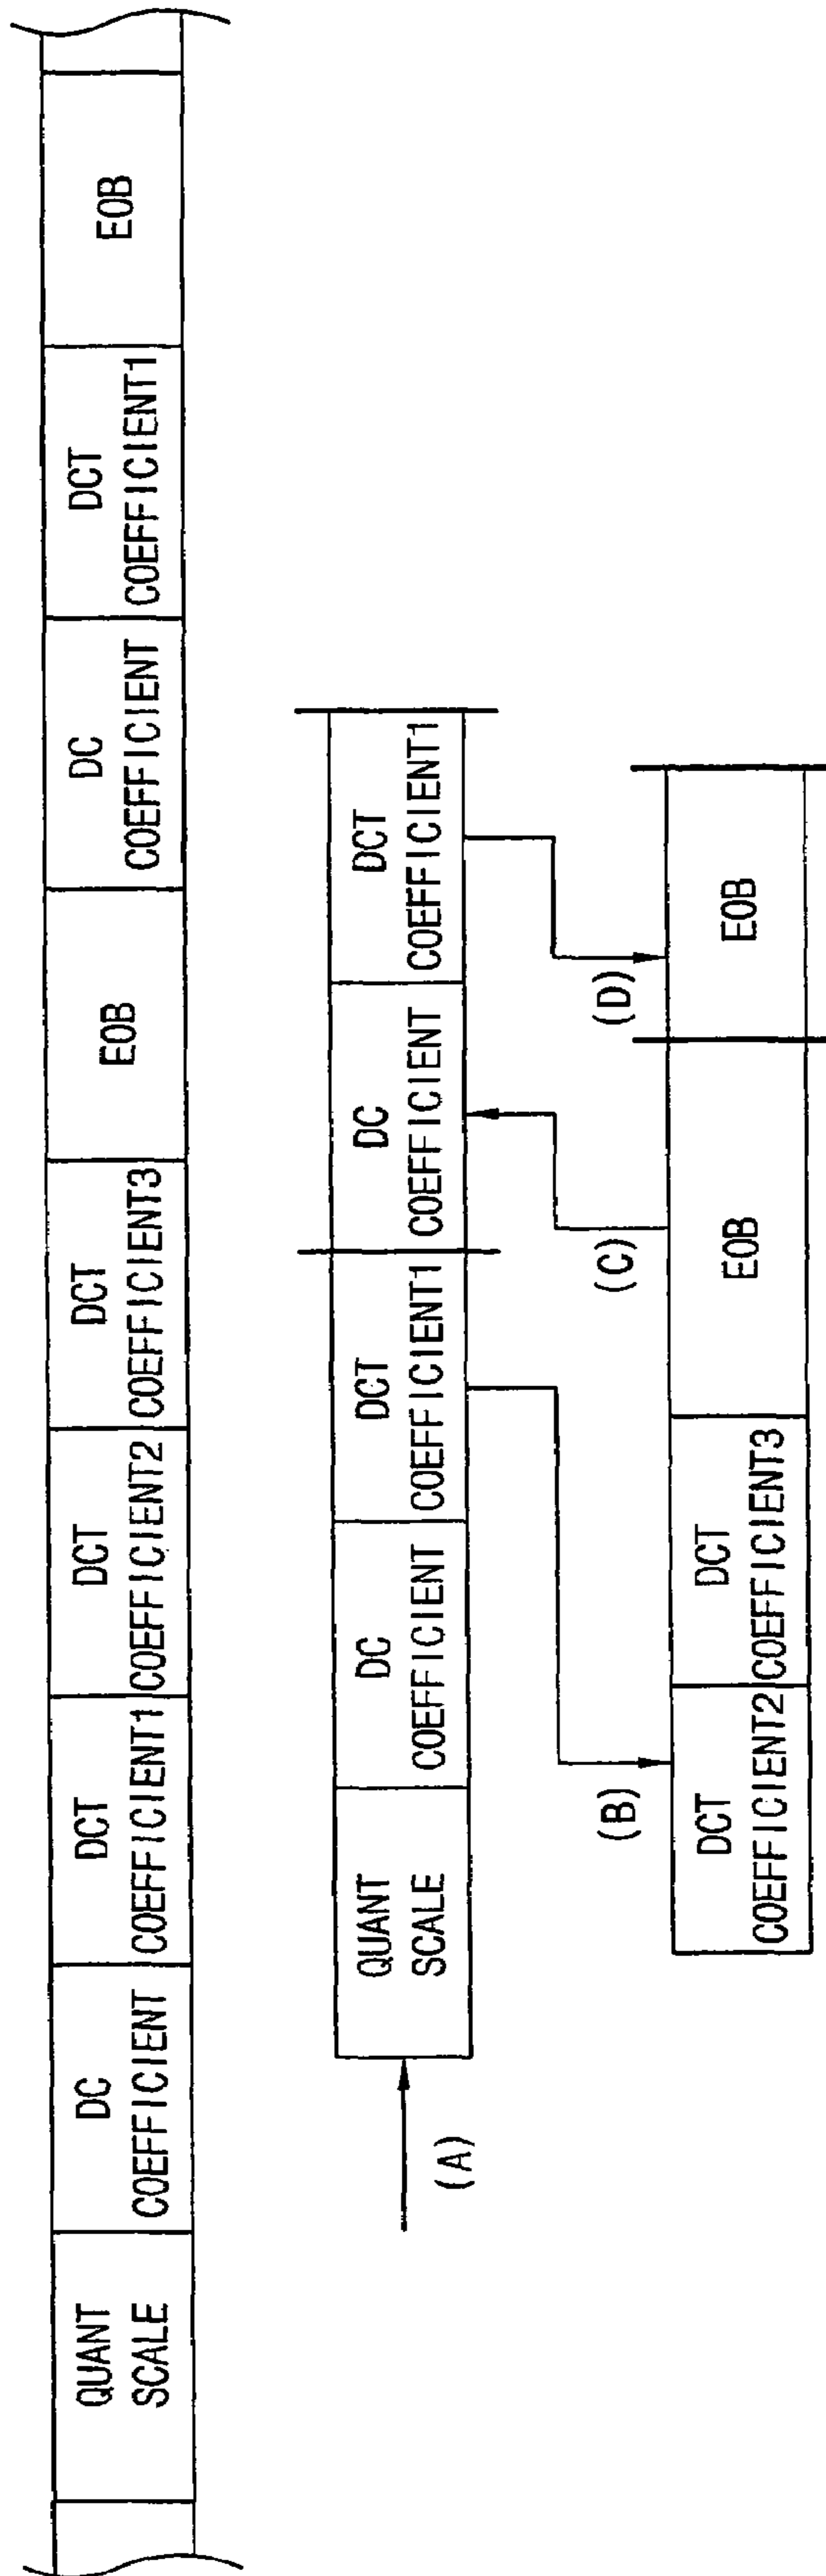 QUANT
SCALE
DC
COEFFICIENT
DCT
COEFFICIENT1
DCT
COEFFICIENT2
DCT
COEFFICIENT3
EOB
DC
COEFFICIENT
DCT
COEFFICIENT1
EOB
(A)
QUANT
SCALE
DC
COEFFICIENT
DCT
COEFFICIENT1
DC
COEFFICIENT
DCT
COEFFICIENT1
(B)
(C)
(D)
DCT
COEFFICIENT2
DCT
COEFFICIENT3
EOB
EOB